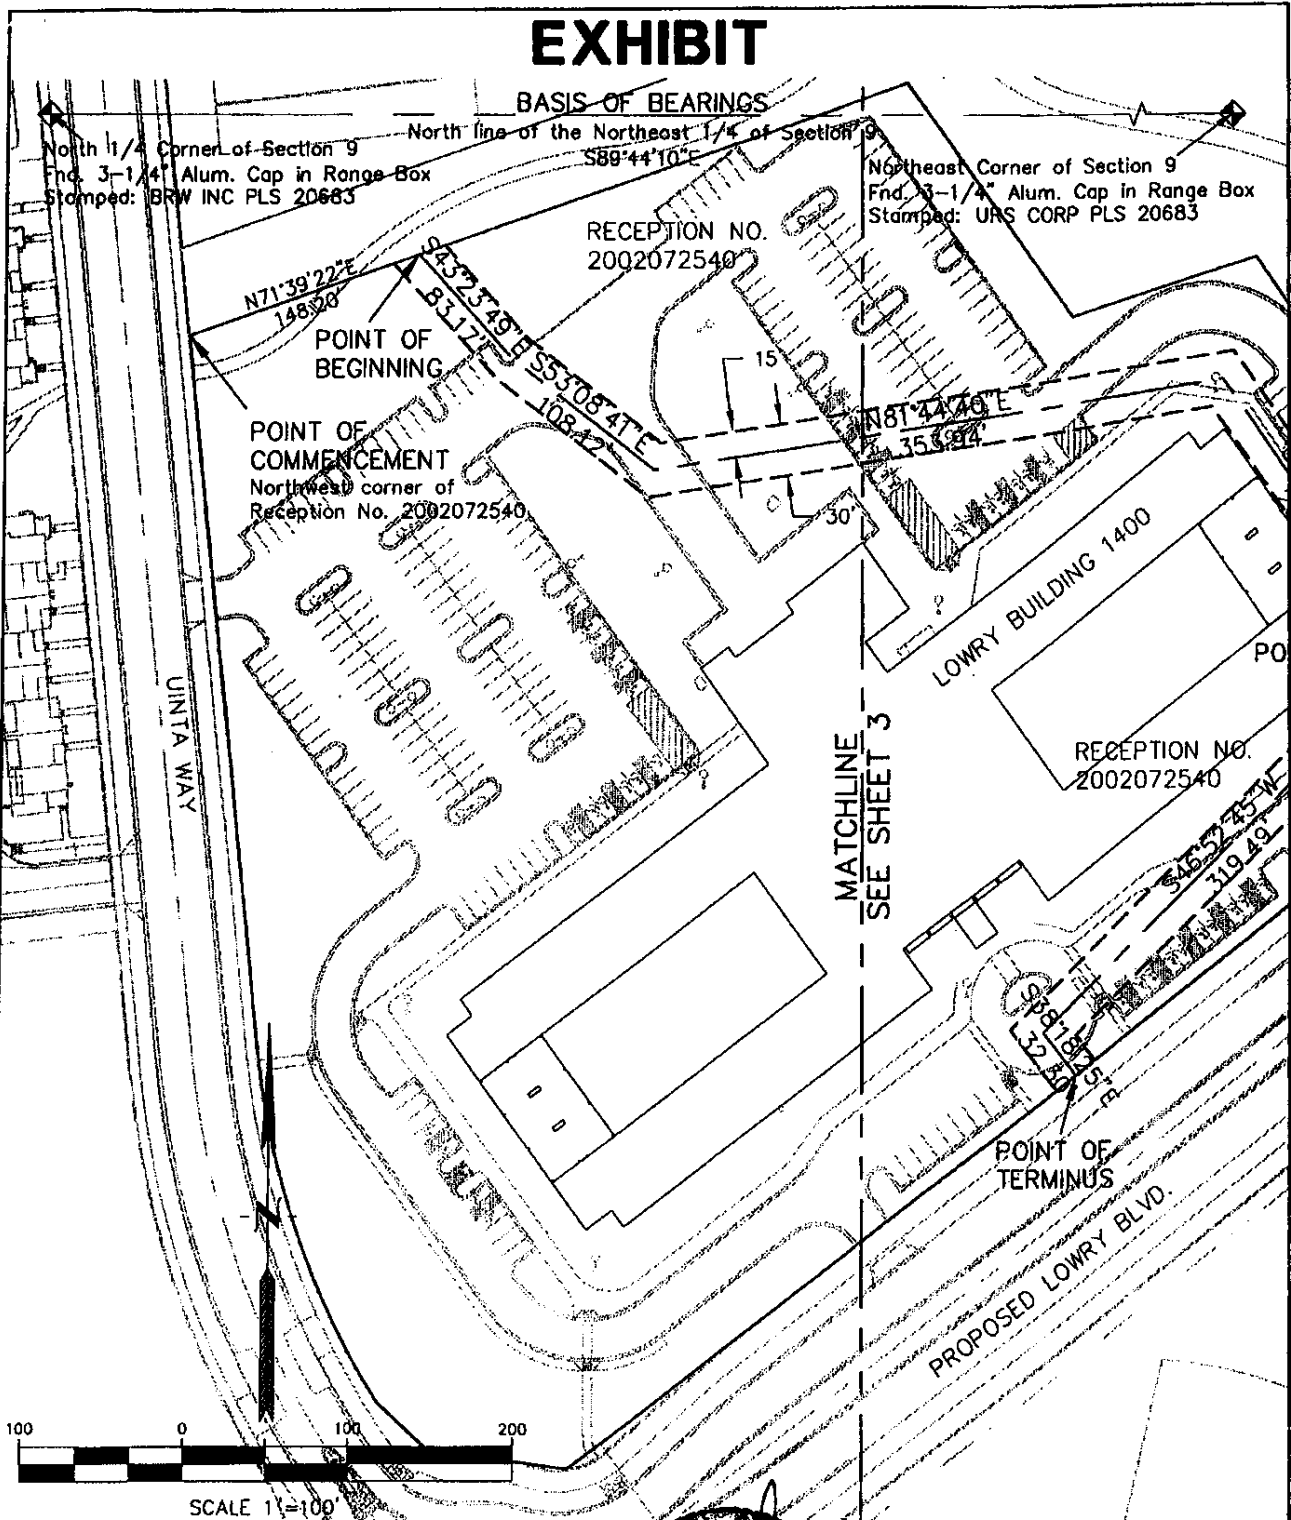 EXHIBIT
BASIS OF BEARINGS
North line of the Northeast 1/4 of Section 9
S89°44'10"E
North 1/4 Corner of Section 9
Fnd. 3-1/4" Alum. Cap in Range Box
Stamped: BRW INC PLS 20683
Northeast Corner of Section 9
Fnd. 3-1/4" Alum. Cap in Range Box
Stamped: URS CORP PLS 20683
RECEPTION NO.
2002072540
N71°39'22"E
148.20'
S43°23'49"E
83.17'
POINT OF
BEGINNING
S53°08'41"E
108.12'
15'
N81°44'40"E
353.94'
30'
POINT OF
COMMENCEMENT
Northwest corner of
Reception No. 2002072540
LOWRY BUILDING 1400
PO
UINTA WAY
MATCHLINE
SEE SHEET 3
RECEPTION NO.
2002072540
S46°52'45"W
319.49'
S38°18'25"E
32.50'
POINT OF
TERMINUS
PROPOSED LOWRY BLVD.
100 0 100 200
SCALE 1"=100'